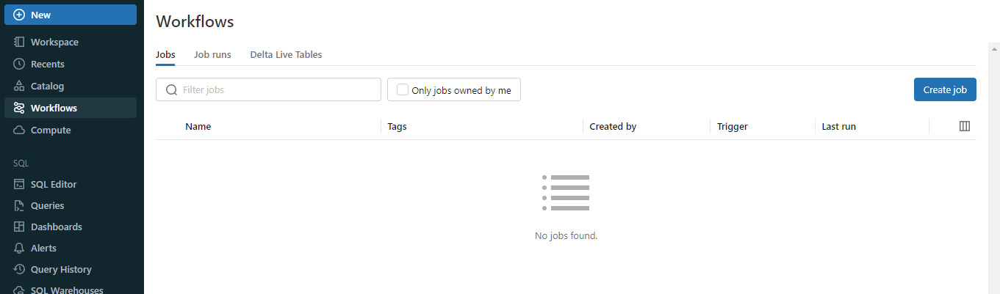 New
Workspace
Recents
Catalog
Workflows
Compute
SQL
SQL Editor
Queries
Dashboards
Alerts
Query History
SQL Warehouses
Workflows
Jobs Job runs Delta Live Tables
Filter jobs Only jobs owned by me Create job
Name Tags Created by Trigger Last run
No jobs found.